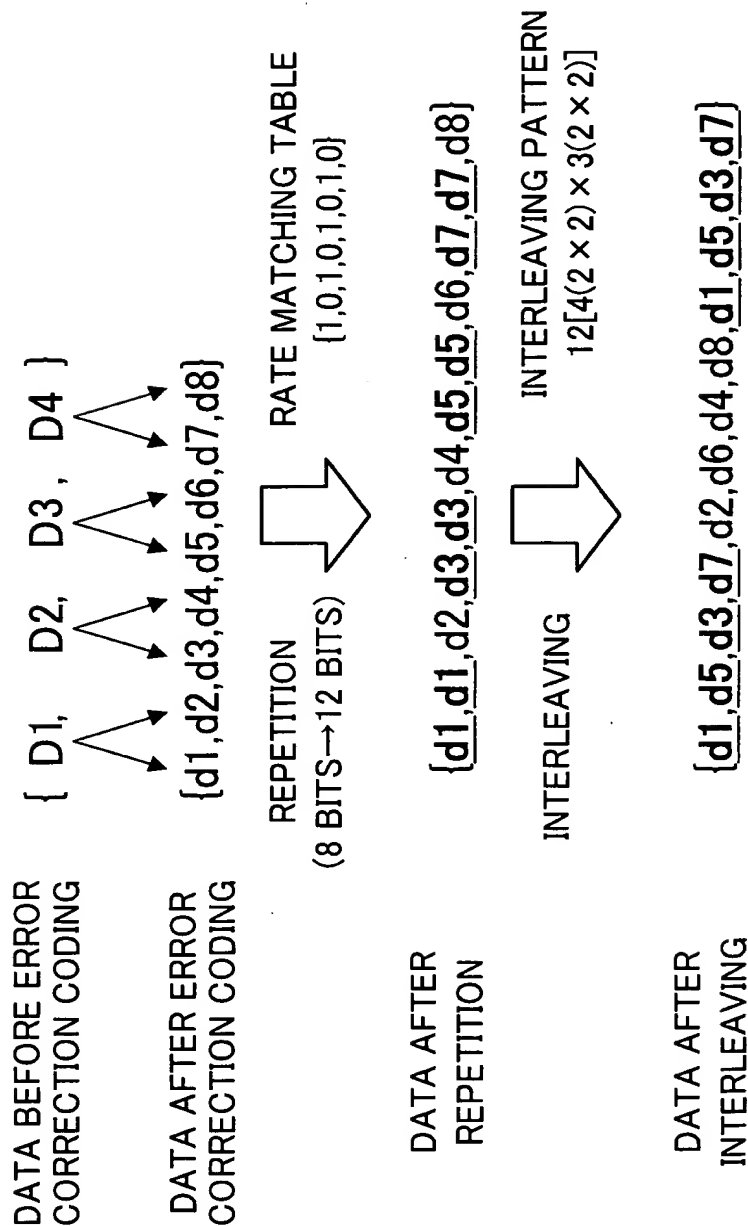 DATA BEFORE ERROR
CORRECTION CODING
{ D1, D2, D3 , D4 }
DATA AFTER ERROR
CORRECTION CODING
{d1,d2,d3,d4,d5,d6,d7,d8}
REPETITION
(8 BITS→12 BITS)
RATE MATCHING TABLE
{1,0,1,0,1,0,1,0}
DATA AFTER
REPETITION
{d1,d1,d2,d3,d3,d4,d5,d5,d6,d7,d7,d8}
INTERLEAVING
INTERLEAVING PATTERN
12[4(2 × 2) × 3(2 × 2)]
DATA AFTER
INTERLEAVING
{d1,d5,d3,d7,d2,d6,d4,d8,d1,d5,d3,d7}